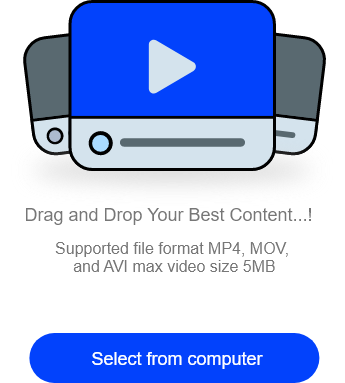 Drag and Drop Your Best Content...!
Supported file format MP4, MOV,
and AVI max video size 5MB
Select from computer